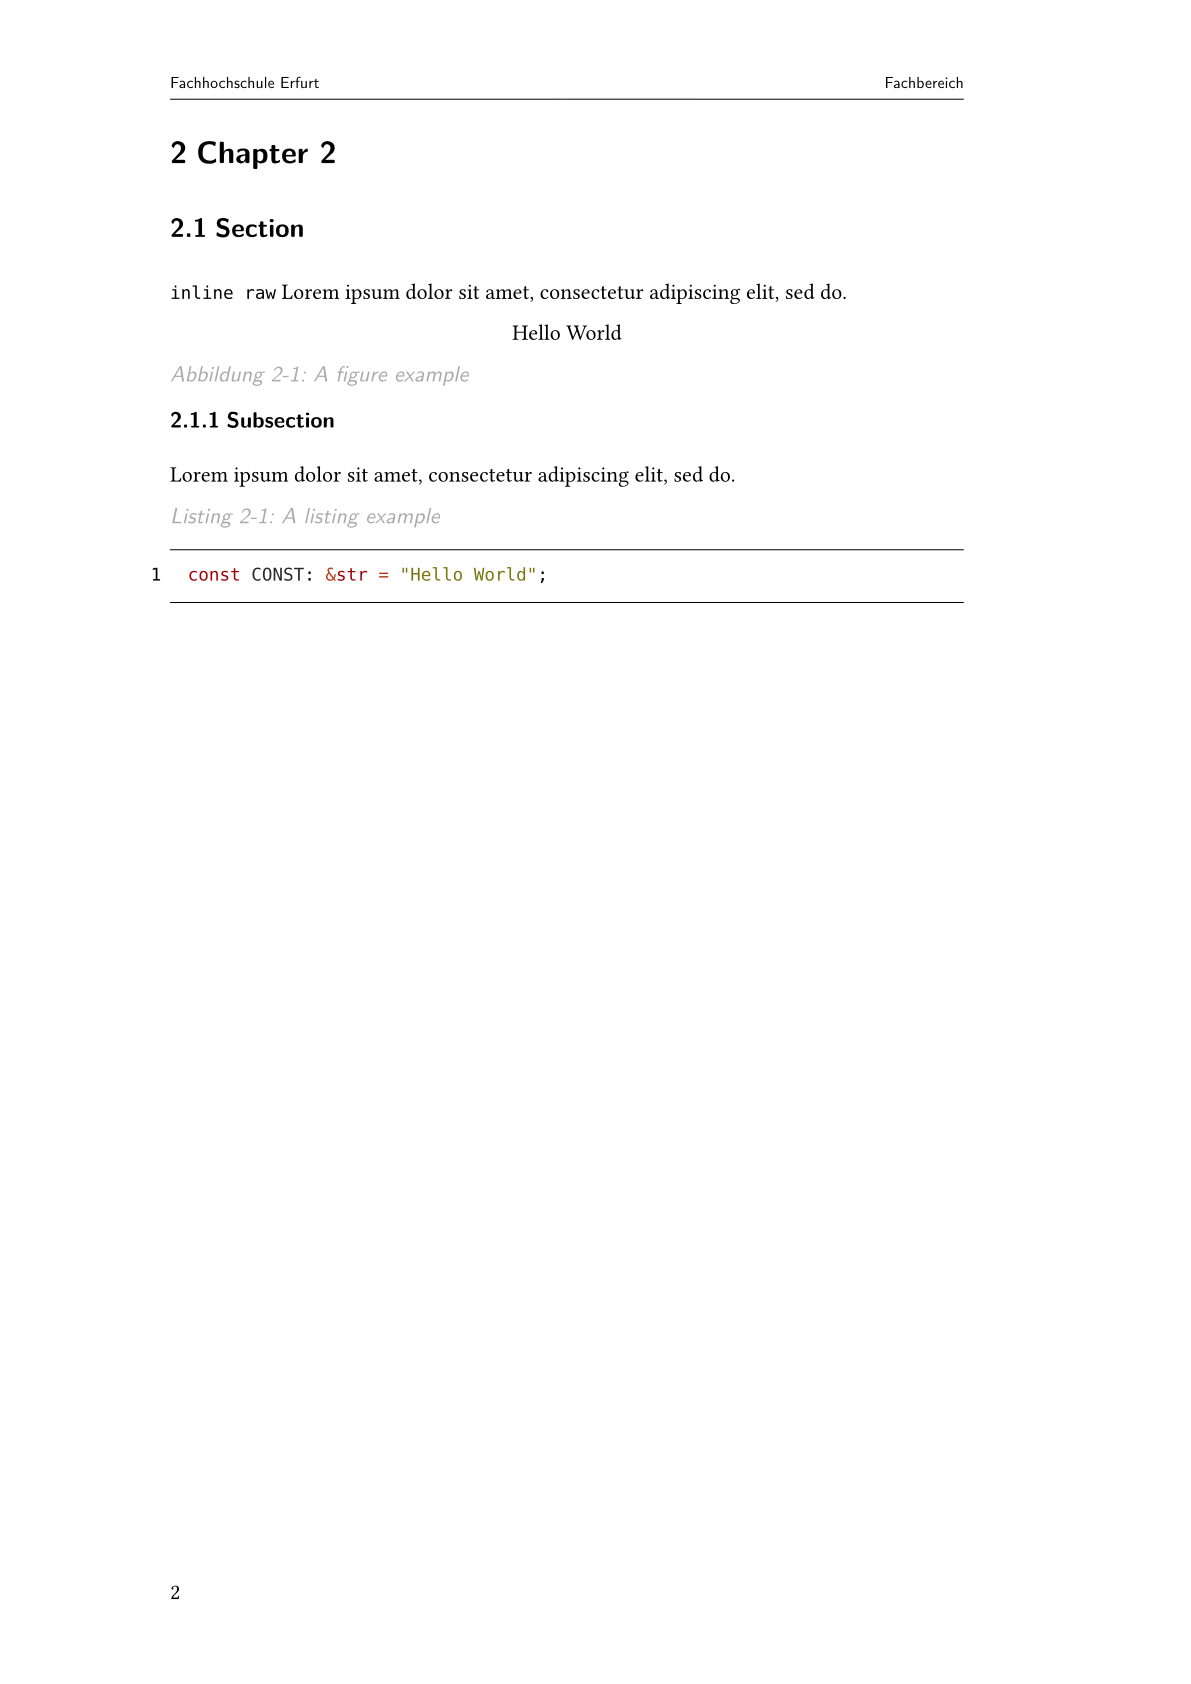 Fachhochschule Erfurt Fachbereich
2 Chapter 2
2.1 Section
inline raw Lorem ipsum dolor sit amet, consectetur adipiscing elit, sed do.
Hello World
Abbildung 2-1: A figure example
2.1.1 Subsection
Lorem ipsum dolor sit amet, consectetur adipiscing elit, sed do.
Listing 2-1: A listing example
1 const CONST: &str = "Hello World";
2